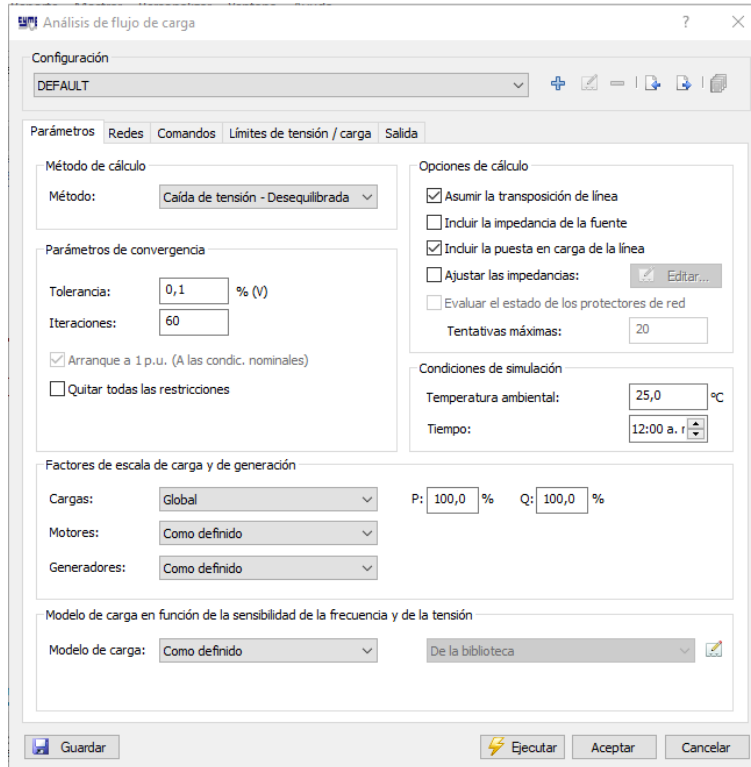 CYME Análisis de flujo de carga ?
Configuración
DEFAULT
Parámetros Redes Comandos Límites de tensión / carga Salida
Método de cálculo
Método: Caída de tensión - Desequilibrada
Parámetros de convergencia
Tolerancia: 0,1 % (V)
Iteraciones: 60
Arranque a 1 p.u. (A las condic. nominales)
Quitar todas las restricciones
Opciones de cálculo
Asumir la transposición de línea
Incluir la impedancia de la fuente
Incluir la puesta en carga de la línea
Ajustar las impedancias: Editar...
Evaluar el estado de los protectores de red
Tentativas máximas: 20
Condiciones de simulación
Temperatura ambiental: 25,0 ºC
Tiempo: 12:00 a. r
Factores de escala de carga y de generación
Cargas: Global P: 100,0 % Q: 100,0 %
Motores: Como definido
Generadores: Como definido
Modelo de carga en función de la sensibilidad de la frecuencia y de la tensión
Modelo de carga: Como definido De la biblioteca
Guardar Ejecutar Aceptar Cancelar